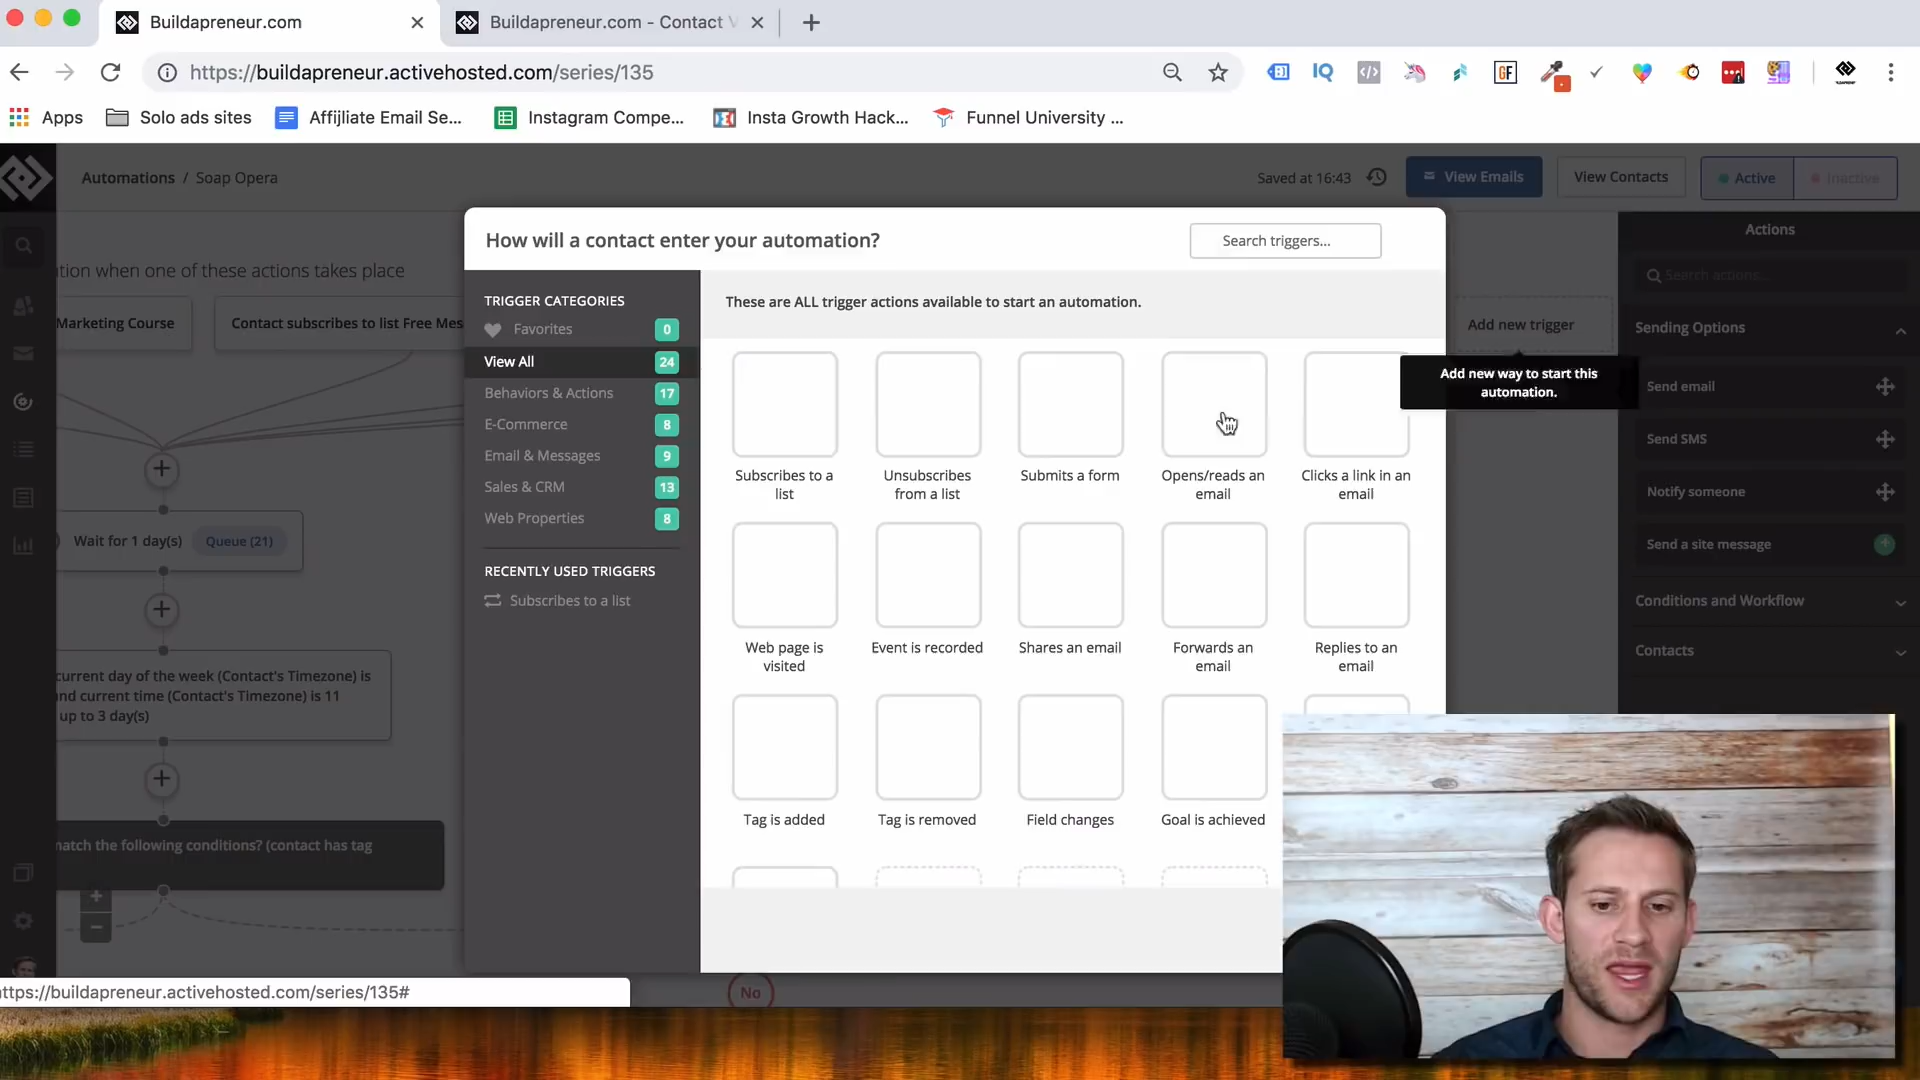 Buildapreneur.com
Buildapreneur.com - Contact V
https://buildapreneur.activehosted.com/series/135
IQ
GF
Apps
Solo ads sites
Affijliate Email Se...
Instagram Compe...
Insta Growth Hack...
Funnel University ...
Automations / Soap Opera
Saved at 16:43
View Emails
View Contacts
Active
Inactive
How will a contact enter your automation?
Search triggers...
Actions
Search actions...
tion when one of these actions takes place
Marketing Course
Contact subscribes to list Free Mes
TRIGGER CATEGORIES
Favorites 0
View All 24
Behaviors & Actions 17
E-Commerce 8
Email & Messages 9
Sales & CRM 13
Web Properties 8
RECENTLY USED TRIGGERS
Subscribes to a list
These are ALL trigger actions available to start an automation.
Subscribes to a
list
Unsubscribes
from a list
Submits a form
Opens/reads an
email
Clicks a link in an
email
Web page is
visited
Event is recorded
Shares an email
Forwards an
email
Replies to an
email
Tag is added
Tag is removed
Field changes
Goal is achieved
Add new trigger
Add new way to start this
automation.
Sending Options
Send email
Send SMS
Notify someone
Send a site message
Conditions and Workflow
Contacts
Wait for 1 day(s)
Queue (21)
current day of the week (Contact's Timezone) is
nd current time (Contact's Timezone) is 11
up to 3 day(s)
match the following conditions? (contact has tag
No
ttps://buildapreneur.activehosted.com/series/135#